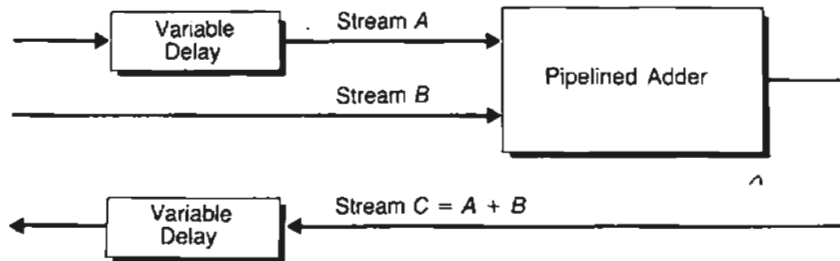 Variable
Delay
Stream A
Pipelined Adder
Stream B
Variable
Delay
Stream C = A + B